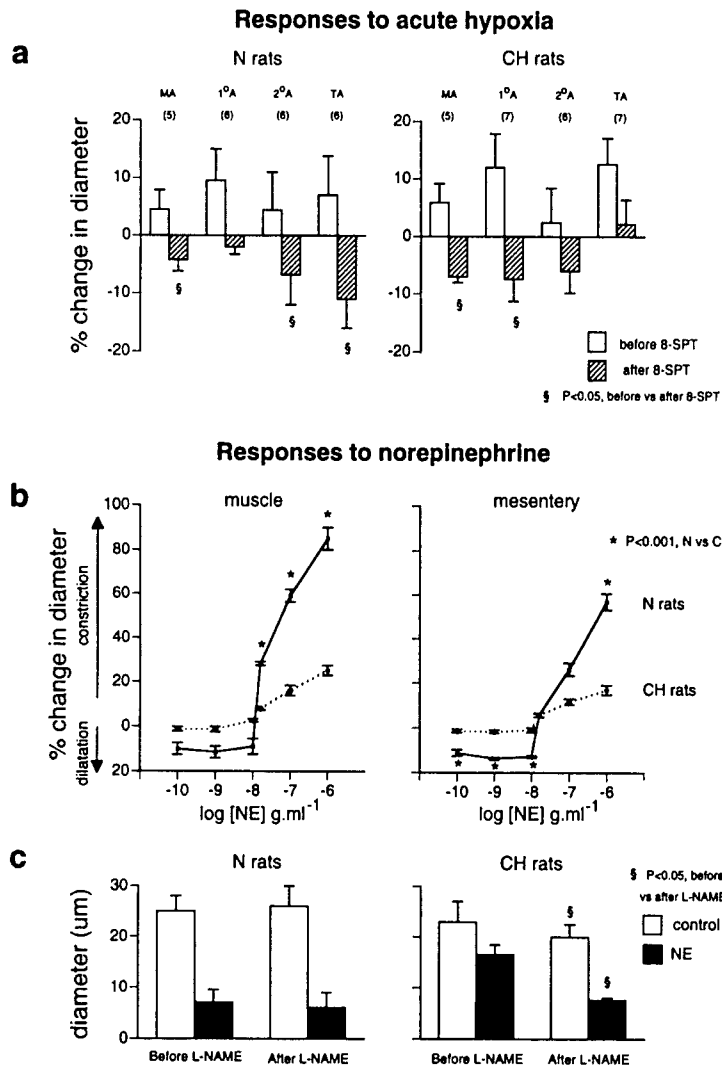 Responses to acute hypoxia
a
N rats
CH rats
MA 1°A 2°A TA
(5) (6) (6) (6)
MA 1°A 2°A TA
(5) (7) (6) (7)
% change in diameter
20
10
0
-10
-20
20
10
0
-10
-20
§
§
§
§
§
before 8-SPT
after 8-SPT
§ P<0.05, before vs after 8-SPT
Responses to norepinephrine
b
muscle
mesentery
% change in diameter
constriction
dilatation
100
80
60
40
20
0
20
* P<0.001, N vs C
N rats
CH rats
-10 -9 -8 -7 -6
log [NE] g.ml-1
-10 -9 -8 -7 -6
log [NE] g.ml-1
c
N rats
CH rats
§ P<0.05, before
vs after L-NAME
control
NE
diameter (um)
30
20
10
0
§
§
Before L-NAME After L-NAME
Before L-NAME After L-NAME